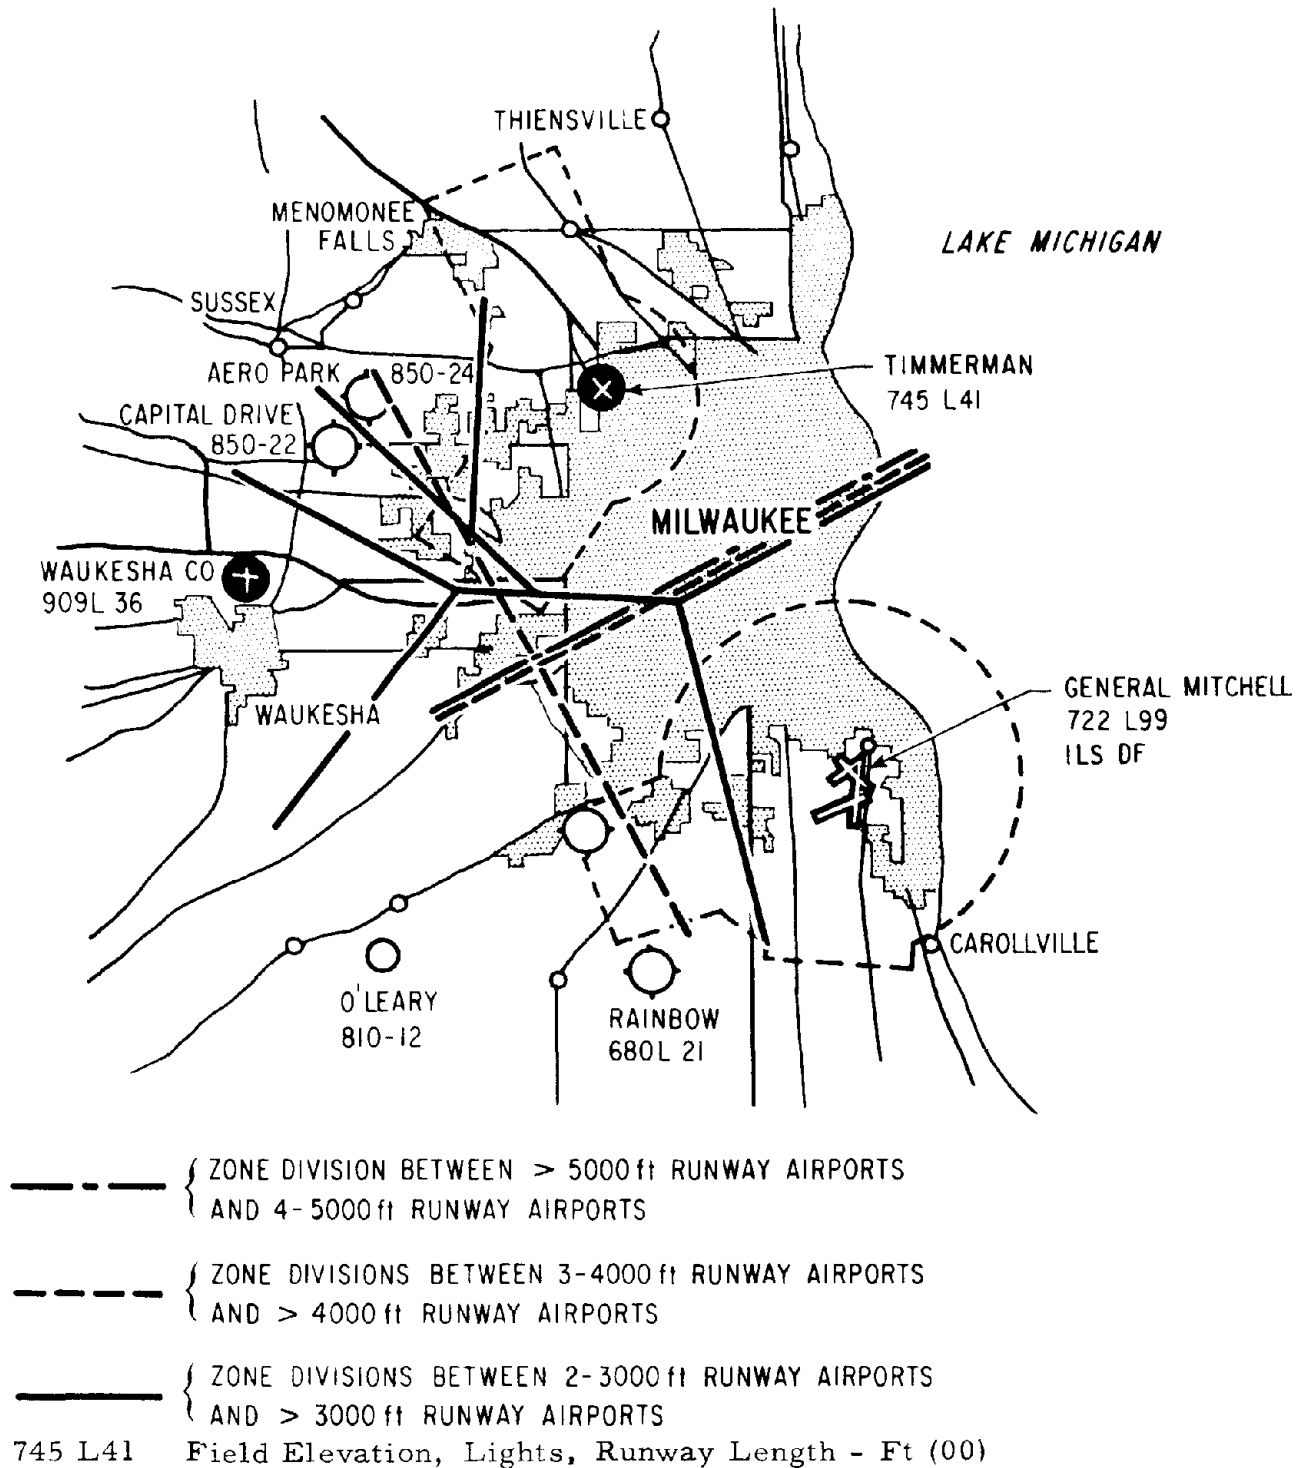 THIENSVILLE
MENOMONEE
FALLS
LAKE MICHIGAN
SUSSEX
AERO PARK 850-24
CAPITAL DRIVE
850-22
TIMMERMAN
745 L41
MILWAUKEE
WAUKESHA CO
909L 36
WAUKESHA
GENERAL MITCHELL
722 L99
ILS DF
CAROLLVILLE
O'LEARY
810-12
RAINBOW
680L 21
ZONE DIVISION BETWEEN > 5000 ft RUNWAY AIRPORTS
AND 4-5000 ft RUNWAY AIRPORTS
ZONE DIVISIONS BETWEEN 3-4000 ft RUNWAY AIRPORTS
AND > 4000 ft RUNWAY AIRPORTS
ZONE DIVISIONS BETWEEN 2-3000 ft RUNWAY AIRPORTS
AND > 3000 ft RUNWAY AIRPORTS
745 L41 Field Elevation, Lights, Runway Length - Ft (00)